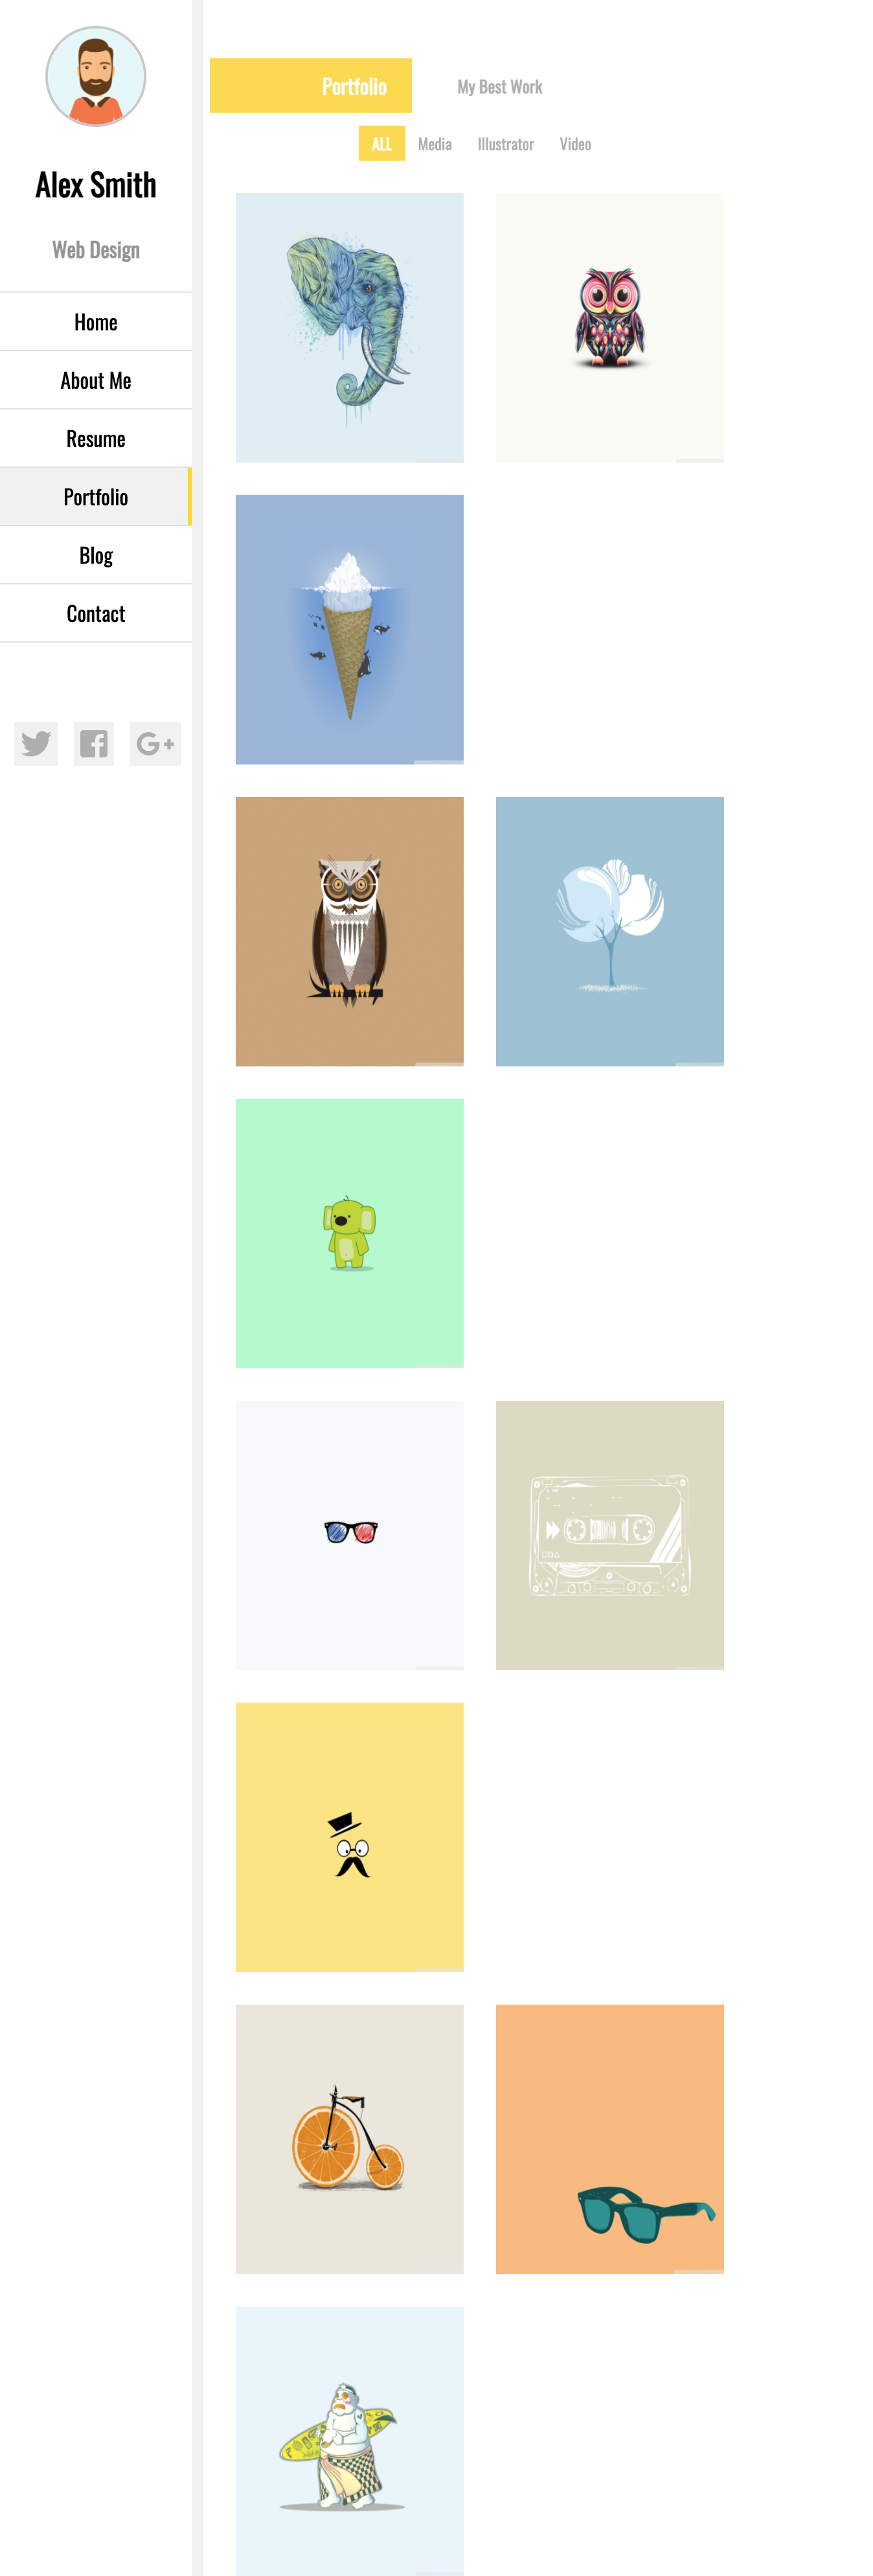 Alex Smith
Web Design
Home
About Me
Resume
Portfolio
Blog
Contact
Portfolio
My Best Work
ALL
Media
Illustrator
Video